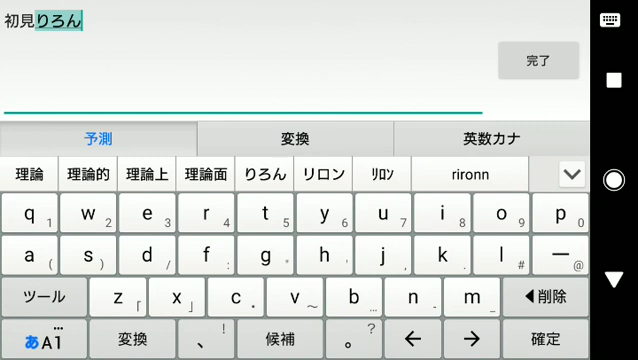 初見りろん
完了
予測 変換 英数カナ
理論 理論的 理論上 理論面 りろん リロン ﾘﾛﾝ rironn
q 1 w 2 e 3 r 4 t 5 y 6 u 7 i 8 o 9 p 0
a ( s ) d / f : g " h ' j , k . l # ー @
ツール z 「 x 」 c ・ v ～ b … n - m _ 削除
あA1 変換 、 ! 候補 。 ? ← → 確定